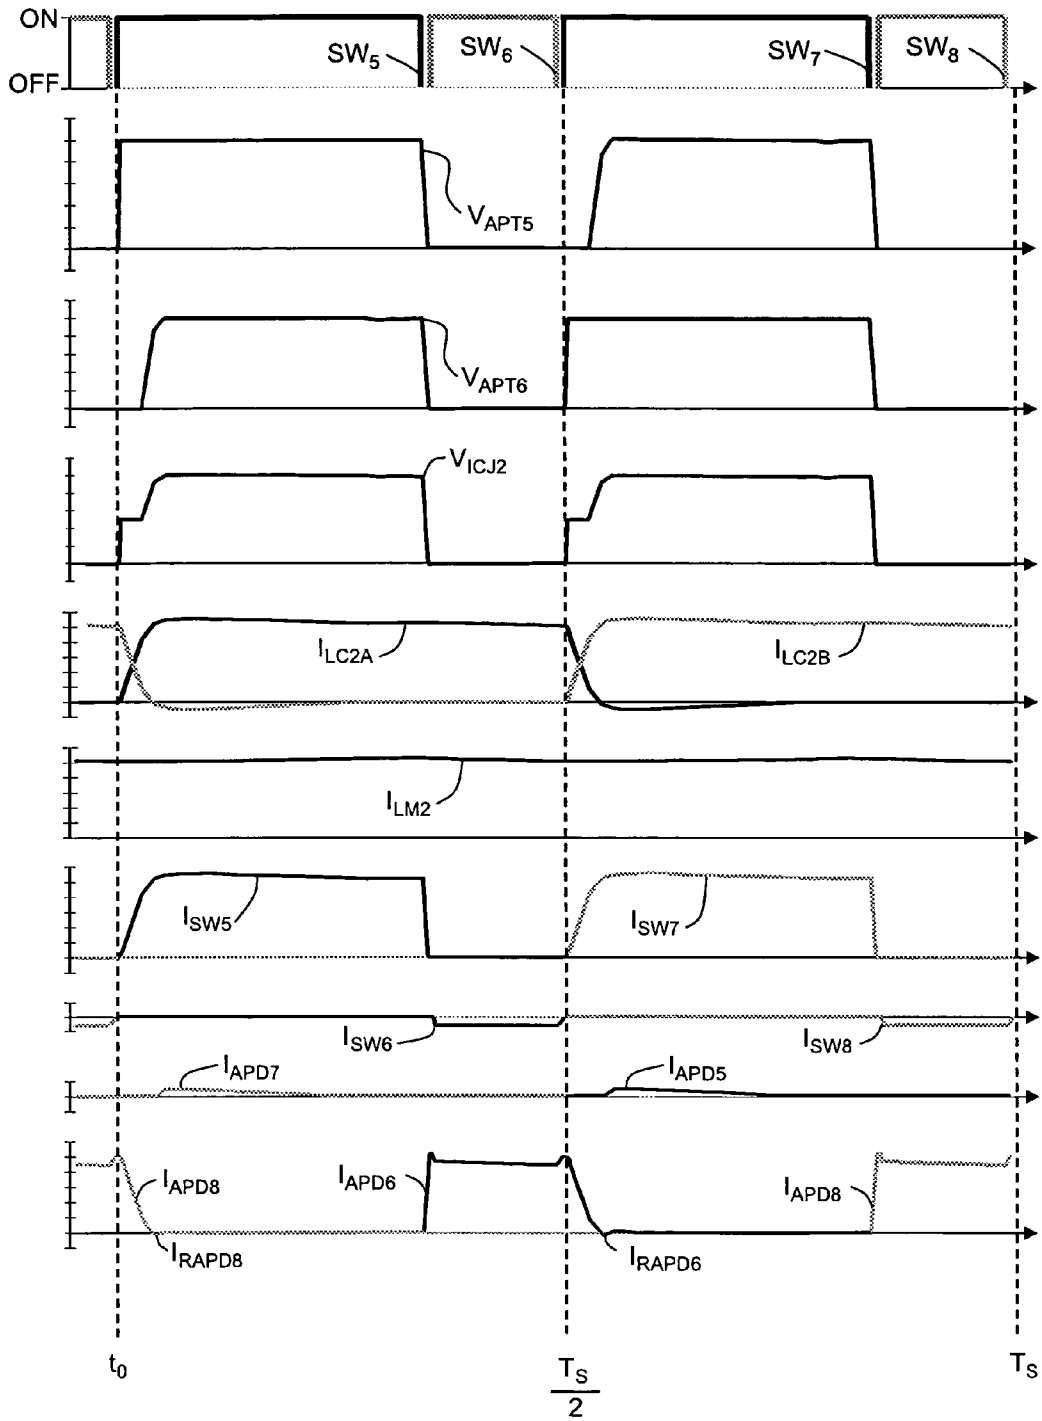 ON
OFF
SW5
SW6
SW7
SW8
VAPT5
VAPT6
VICJ2
ILC2A
ILC2B
ILM2
ISW5
ISW7
ISW6
ISW8
IAPD7
IAPD5
IAPD8
IAPD6
IAPD8
IRAPD8
IRAPD6
t0
TS
2
TS